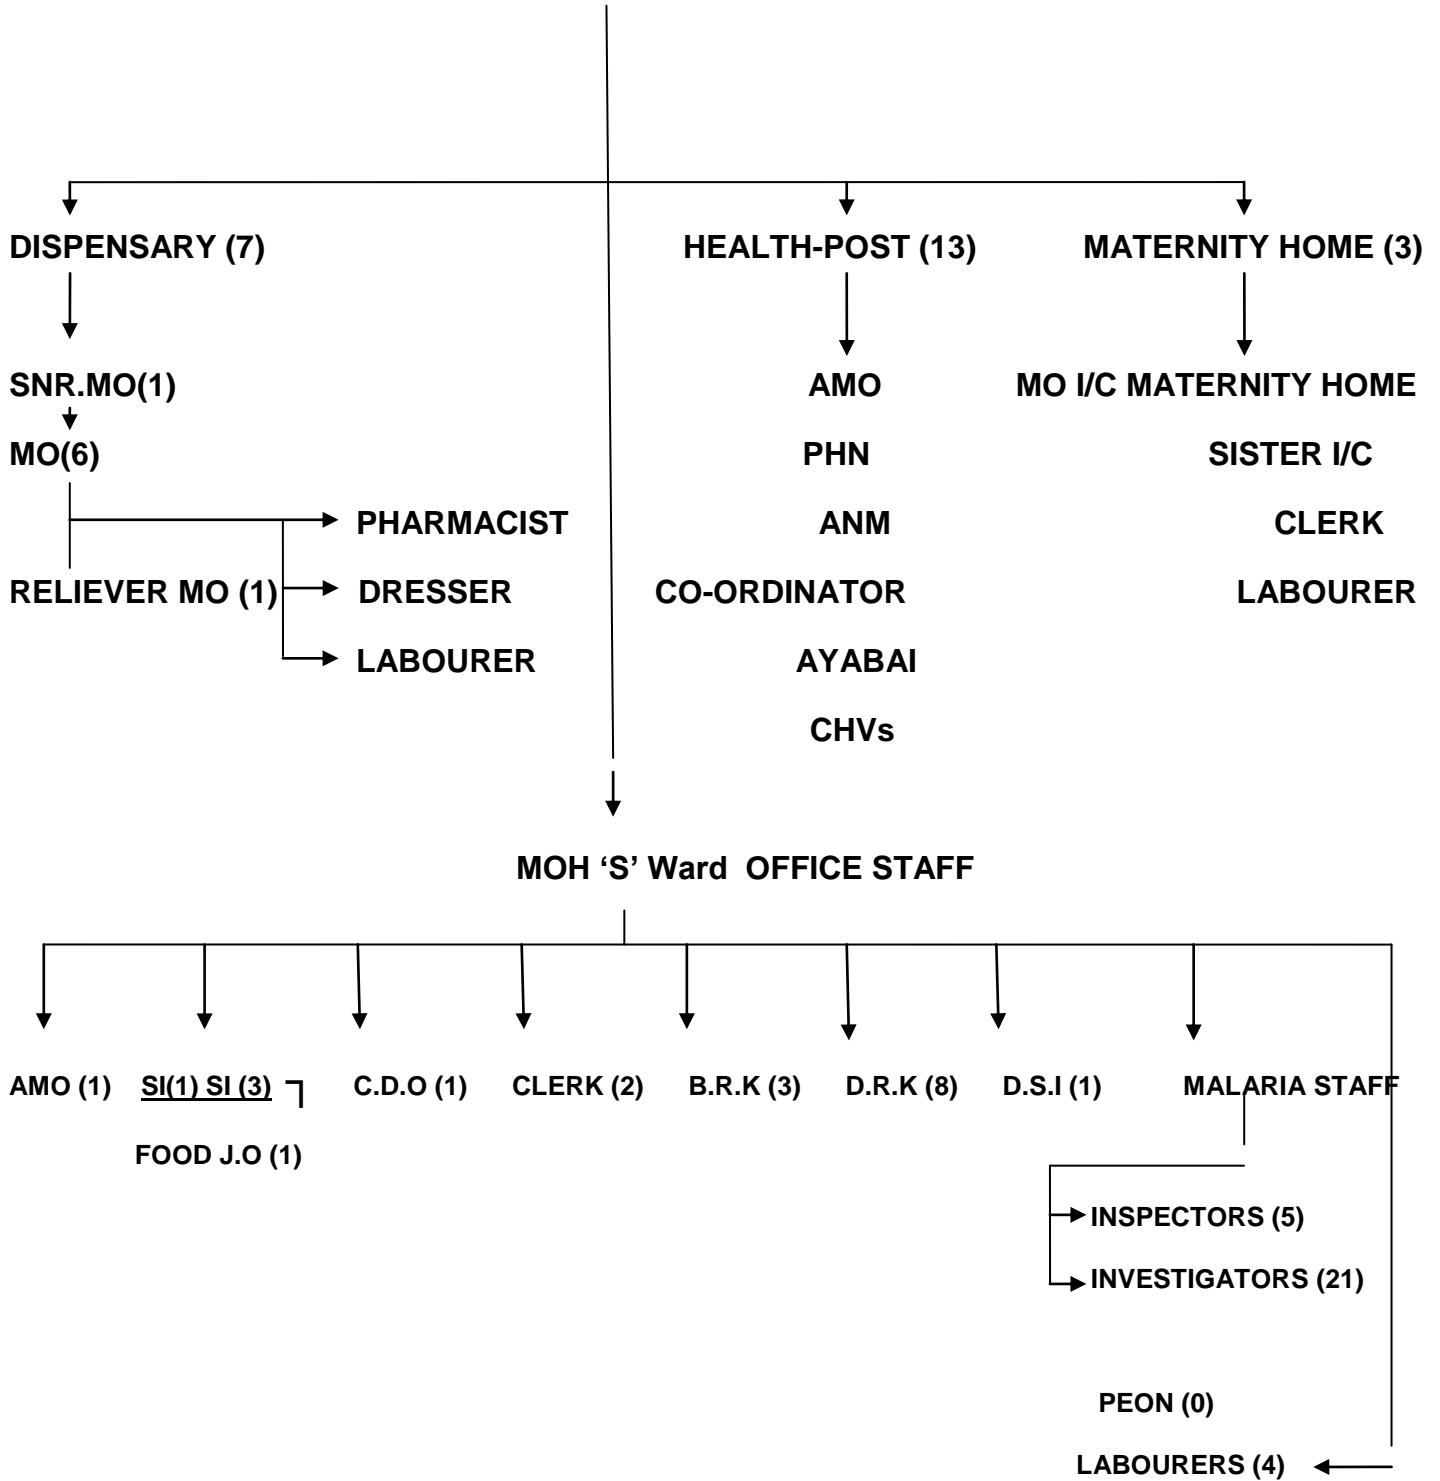 DISPENSARY (7) HEALTH-POST (13) MATERNITY HOME (3)
SNR.MO(1) AMO MO I/C MATERNITY HOME
MO(6) PHN SISTER I/C
PHARMACIST ANM CLERK
RELIEVER MO (1) DRESSER CO-ORDINATOR LABOURER
LABOURER AYABAI
CHVs
MOH ‘S’ Ward OFFICE STAFF
AMO (1) SI(1) SI (3) C.D.O (1) CLERK (2) B.R.K (3) D.R.K (8) D.S.I (1) MALARIA STAFF
FOOD J.O (1)
INSPECTORS (5)
INVESTIGATORS (21)
PEON (0)
LABOURERS (4)